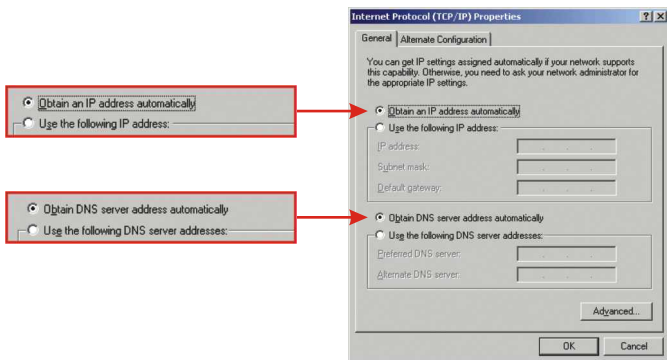 Obtain an IP address automatically
Use the following IP address:
Obtain DNS server address automatically
Use the following DNS server addresses:
Internet Protocol (TCP/IP) Properties
General
Alternate Configuration
You can get IP settings assigned automatically if your network supports
this capability. Otherwise, you need to ask your network administrator for
the appropriate IP settings.
Obtain an IP address automatically
Use the following IP address:
IP address:
Subnet mask:
Default gateway:
Obtain DNS server address automatically
Use the following DNS server addresses:
Preferred DNS server:
Alternate DNS server:
Advanced...
OK
Cancel